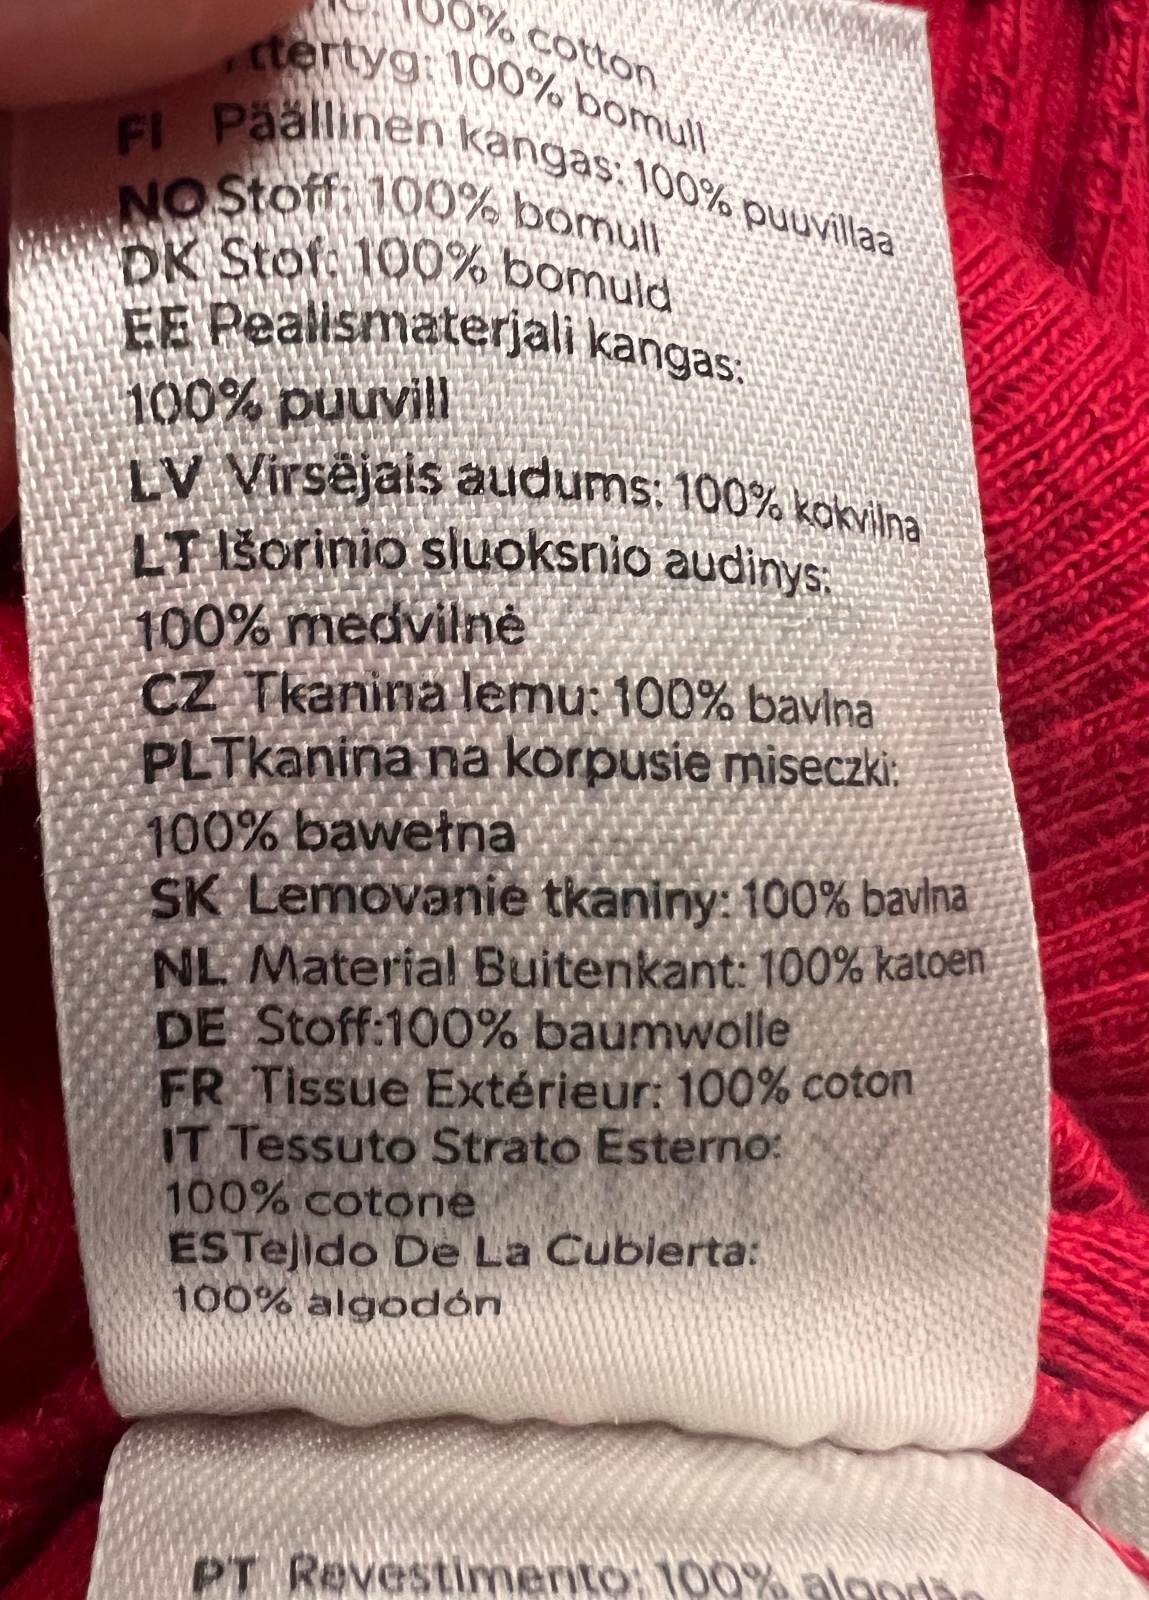 100% cotton
ttertyg: 100% bomull
FI Päällinen kangas: 100% puuvillaa
NO Stoff: 100% bomull
DK Stof: 100% bomuld
EE Pealismaterjali kangas:
100% puuvill
LV Virsējais audums: 100% kokvilna
LT Išorinio sluoksnio audinys:
100% medvilnė
CZ Tkanina lemu: 100% bavlna
PL Tkanina na korpusie miseczki:
100% bawełna
SK Lemovanie tkaniny: 100% bavlna
NL Material Buitenkant: 100% katoen
DE Stoff:100% baumwolle
FR Tissue Extérieur: 100% coton
IT Tessuto Strato Esterno:
100% cotone
ES Tejido De La Cubierta:
100% algodón
PT Revestimento: 100% algodão